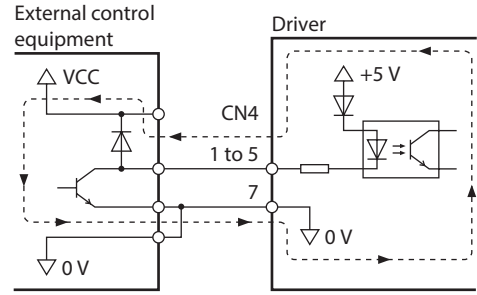 External control
equipment
Driver
VCC
+5 V
CN4
1 to 5
7
0 V
0 V